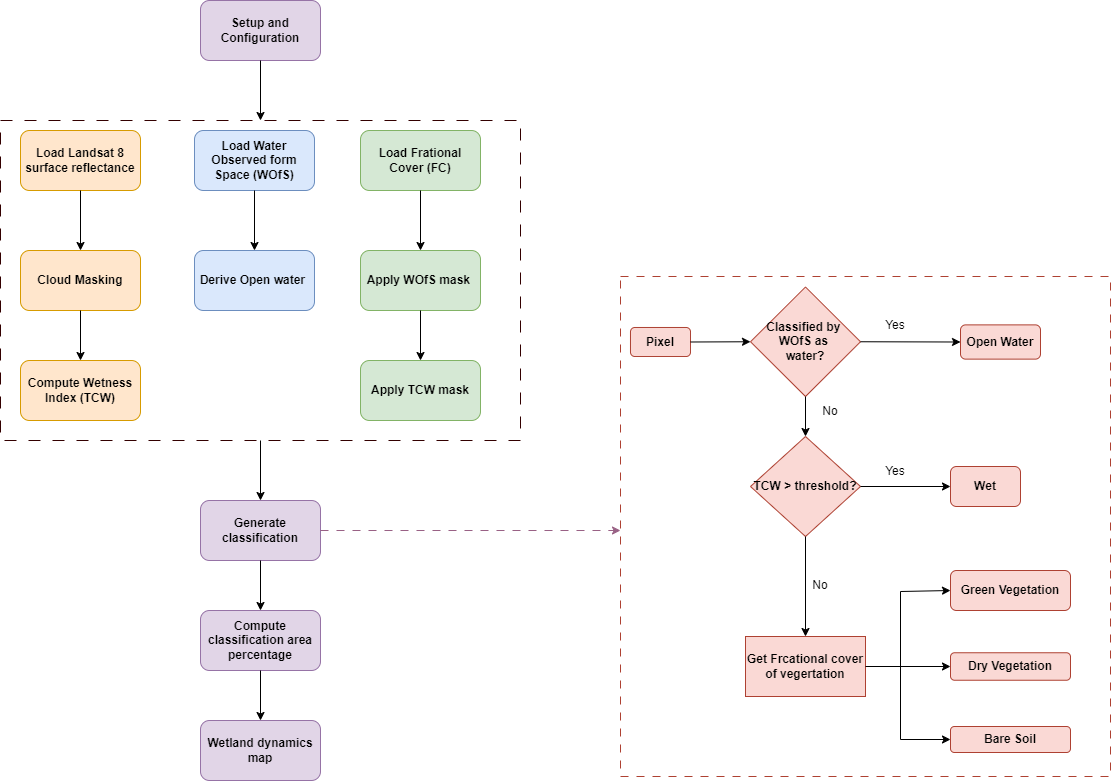 Setup and
Configuration
Load Landsat 8
surface reflectance
Cloud Masking
Compute Wetness
Index (TCW)
Load Water
Observed form
Space (WOfS)
Derive Open water
Load Frational
Cover (FC)
Apply WOfS mask
Apply TCW mask
Generate
classification
Compute
classification area
percentage
Wetland dynamics
map
Pixel
Classified by
WOfS as
water?
Yes
Open Water
No
TCW > threshold?
Yes
Wet
No
Get Frcational cover
of vegertation
Green Vegetation
Dry Vegetation
Bare Soil